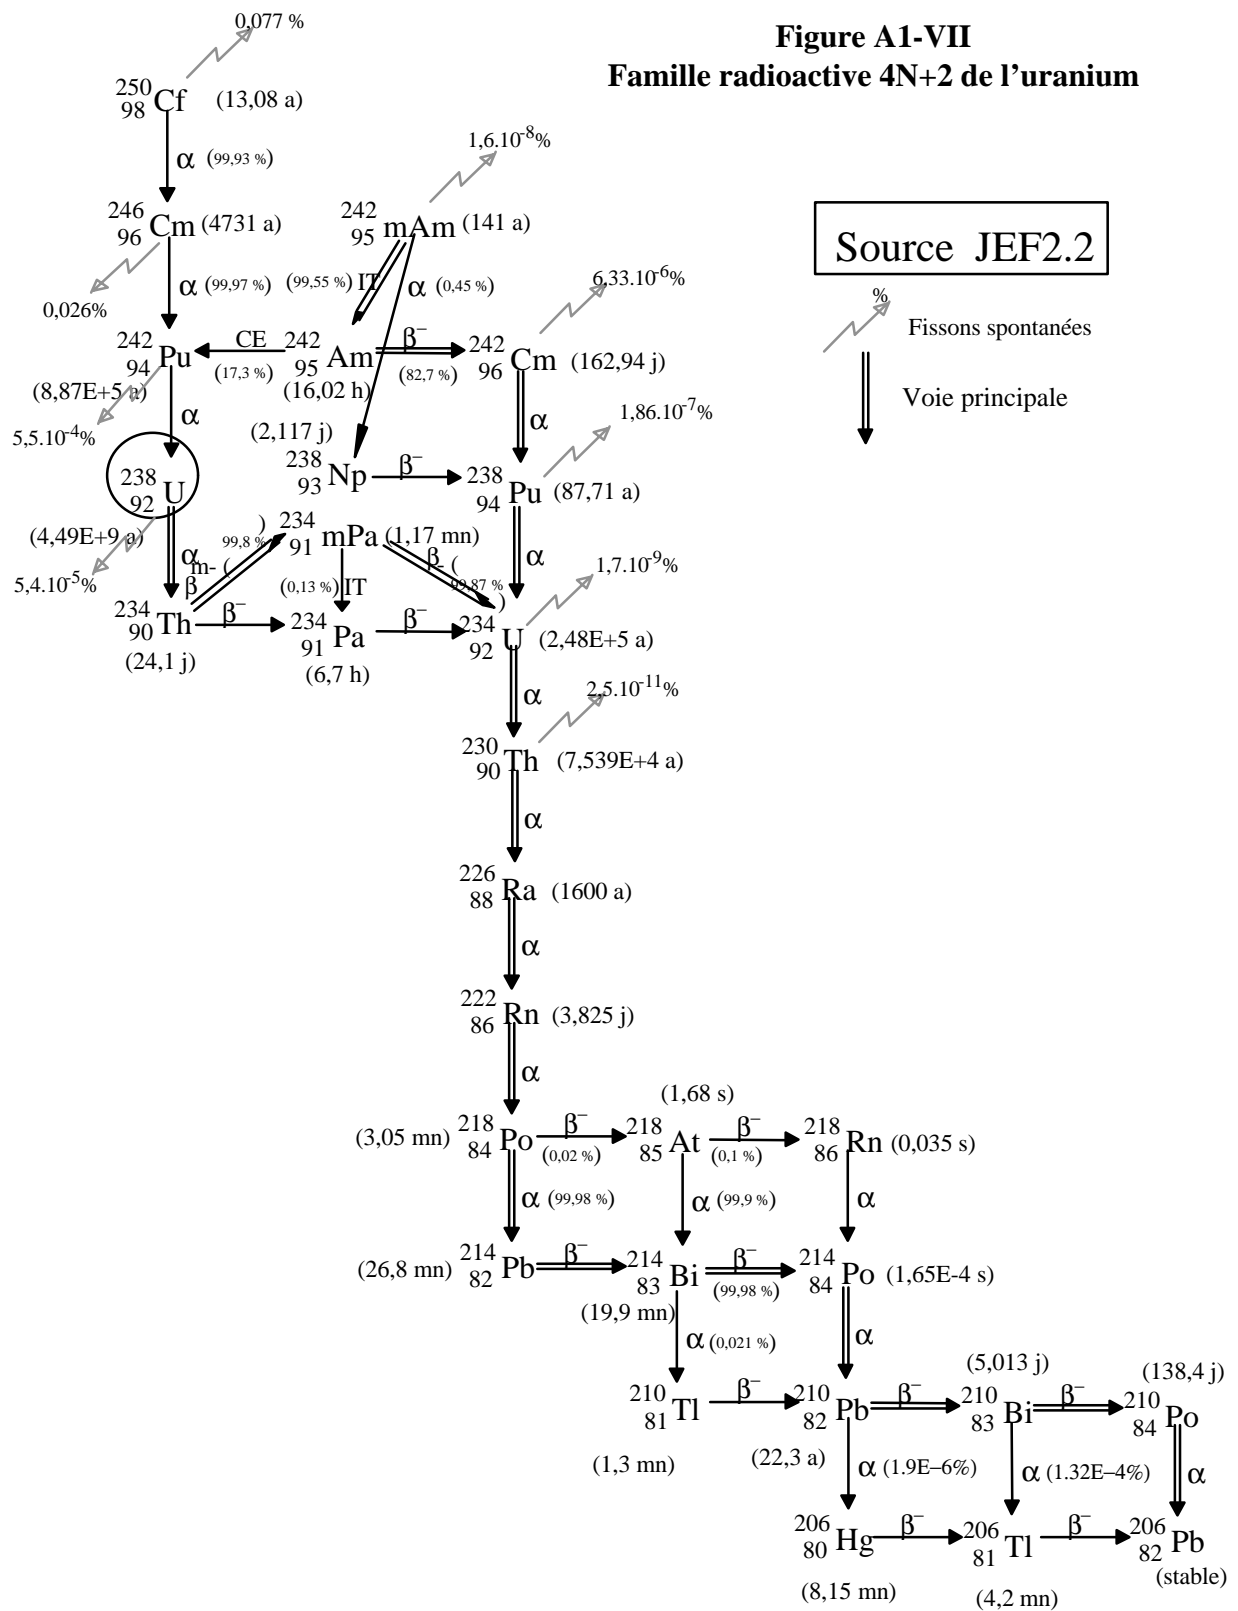 Figure A1-VII
Famille radioactive 4N+2 de l'uranium
0,077 %
250
98 Cf (13,08 a)
α (99,93 %)
1,6.10-8%
246
96 Cm (4731 a)
242
95 mAm (141 a)
Source JEF2.2
0,026%
α (99,97 %)
(99,55 %) IT
α (0,45 %)
6,33.10-6%
%
Fissons spontanées
242
94 Pu
CE
(17,3 %)
242
95 Am
β−
(82,7 %)
242
96 Cm (162,94 j)
(8,87E+5 a)
(16,02 h)
Voie principale
5,5.10-4%
α
(2,117 j)
α
1,86.10-7%
238
92 U
238
93 Np
β−
238
94 Pu (87,71 a)
(4,49E+9 a)
5,4.10-5%
α
m- ( 99,8 % )
β
234
91 mPa (1,17 mn)
(0,13 %) IT
β- ( 99,87 % )
α
1,7.10-9%
234
90 Th
(24,1 j)
β−
234
91 Pa
(6,7 h)
β−
234
92 U (2,48E+5 a)
α
2,5.10-11%
230
90 Th (7,539E+4 a)
α
226
88 Ra (1600 a)
α
222
86 Rn (3,825 j)
α
(1,68 s)
(3,05 mn) 218
84 Po
β−
(0,02 %)
218
85 At
β−
(0,1 %)
218
86 Rn (0,035 s)
α (99,98 %)
α (99,9 %)
α
(26,8 mn) 214
82 Pb
β−
214
83 Bi
β−
(99,98 %)
214
84 Po (1,65E-4 s)
(19,9 mn)
α (0,021 %)
α
(5,013 j)
(138,4 j)
210
81 Tl
β−
210
82 Pb
β−
210
83 Bi
β−
210
84 Po
(1,3 mn)
(22,3 a)
α (1.9E−6%)
α (1.32E−4%)
α
206
80 Hg
β−
206
81 Tl
β−
206
82 Pb
(stable)
(8,15 mn)
(4,2 mn)